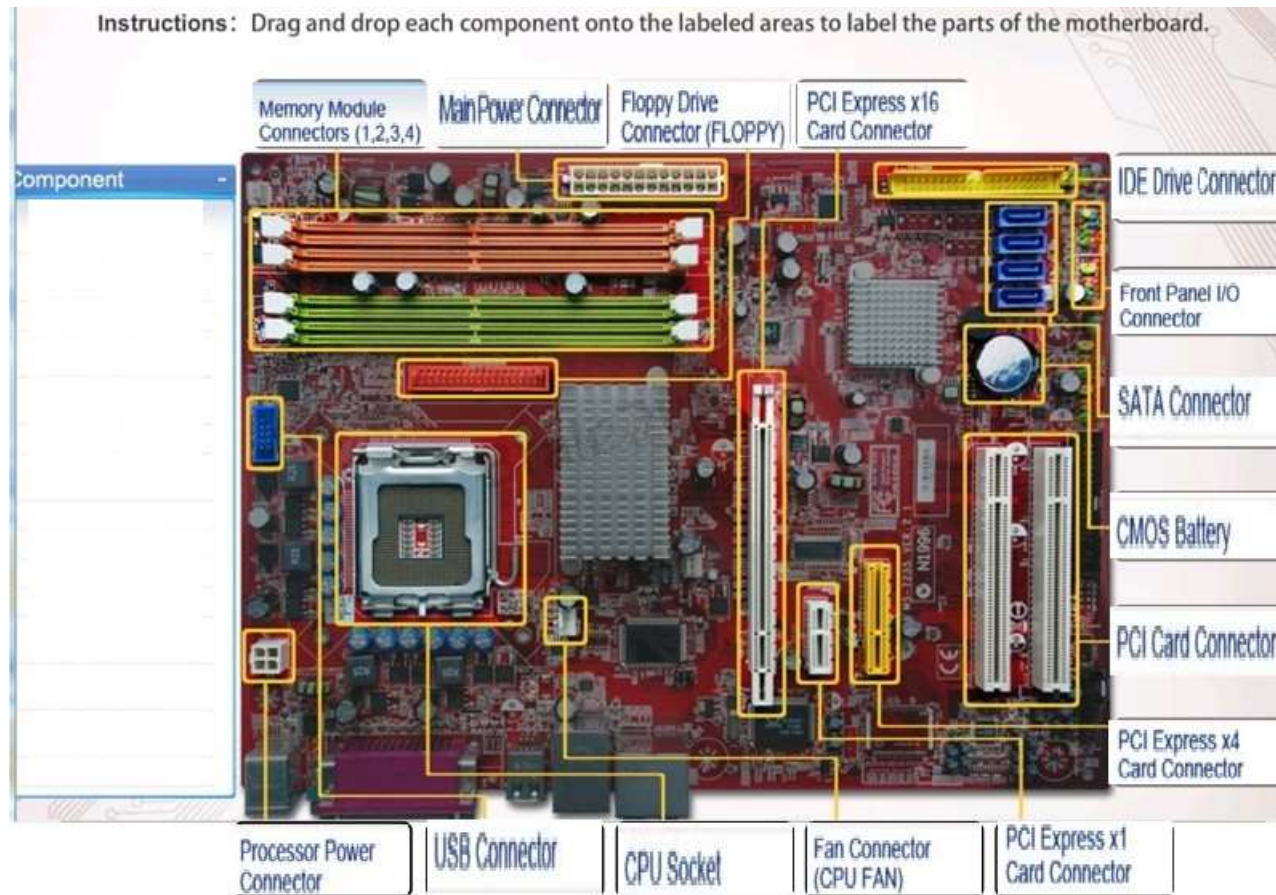 Instructions: Drag and drop each component onto the labeled areas to label the parts of the motherboard.
Memory Module
Connectors (1,2,3,4)
Main Power Connector
Floppy Drive
Connector (FLOPPY)
PCI Express x16
Card Connector
Component -
IDE Drive Connector
Front Panel I/O
Connector
SATA Connector
CMOS Battery
PCI Card Connector
PCI Express x4
Card Connector
N1996
CE
Processor Power
Connector
USB Connector
CPU Socket
Fan Connector
(CPU FAN)
PCI Express x1
Card Connector